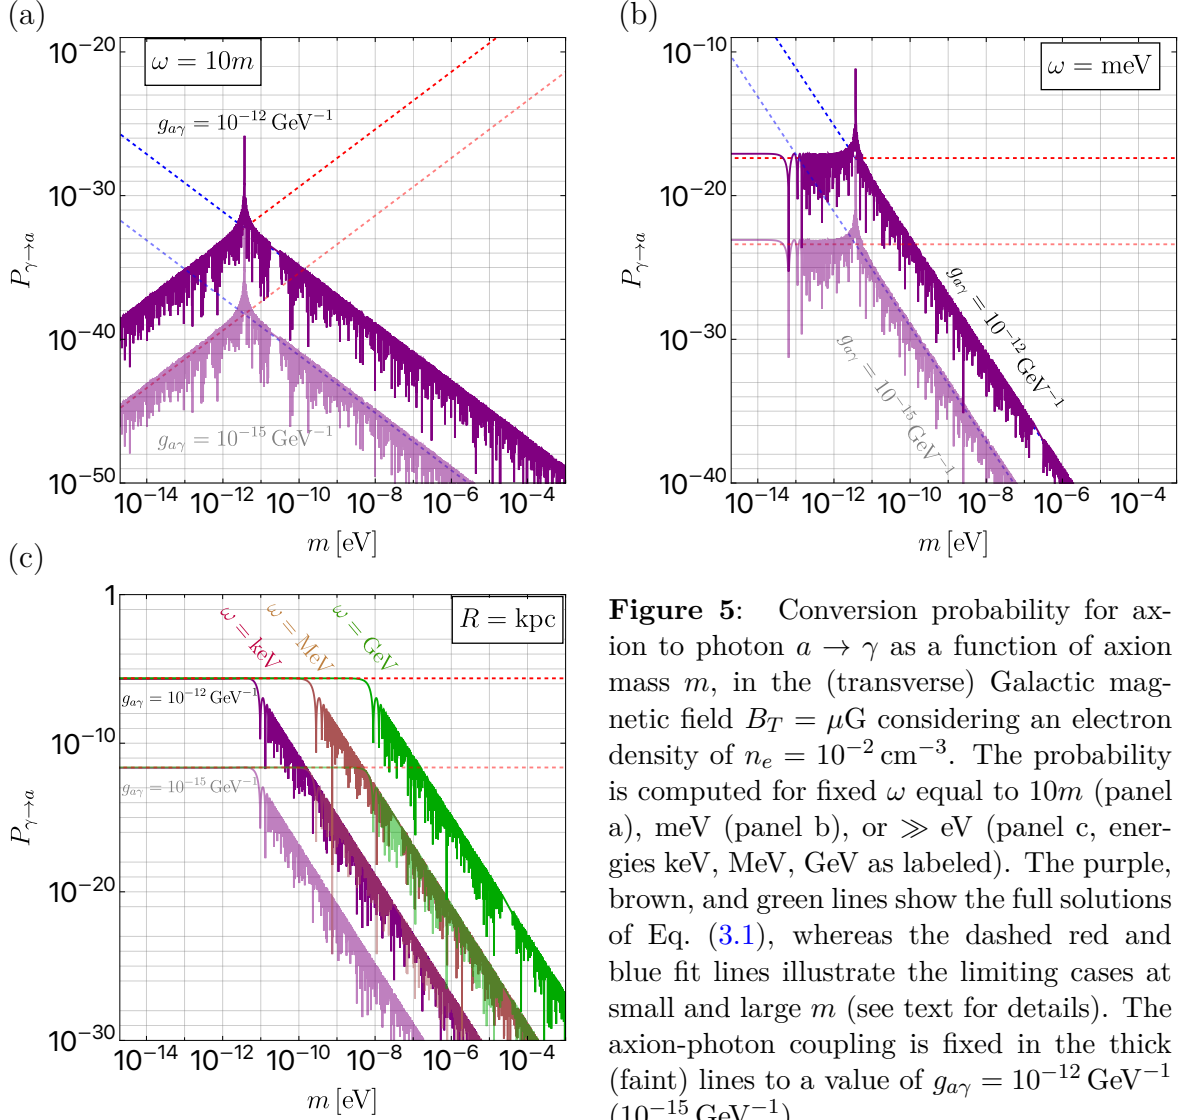 (a)
10⁻²⁰
10⁻³⁰
10⁻⁴⁰
10⁻⁵⁰
P_{γ→a}
ω = 10m
g_{aγ} = 10⁻¹² GeV⁻¹
g_{aγ} = 10⁻¹⁵ GeV⁻¹
10⁻¹⁴ 10⁻¹² 10⁻¹⁰ 10⁻⁸ 10⁻⁶ 10⁻⁴
m [eV]
(b)
10⁻¹⁰
10⁻²⁰
10⁻³⁰
10⁻⁴⁰
P_{γ→a}
ω = meV
g_{aγ} = 10⁻¹² GeV⁻¹
g_{aγ} = 10⁻¹⁵ GeV⁻¹
10⁻¹⁴ 10⁻¹² 10⁻¹⁰ 10⁻⁸ 10⁻⁶ 10⁻⁴
m [eV]
(c)
1
10⁻¹⁰
10⁻²⁰
10⁻³⁰
P_{γ→a}
ω = keV
ω = MeV
ω = GeV
R = kpc
g_{aγ} = 10⁻¹² GeV⁻¹
g_{aγ} = 10⁻¹⁵ GeV⁻¹
10⁻¹⁴ 10⁻¹² 10⁻¹⁰ 10⁻⁸ 10⁻⁶ 10⁻⁴
m [eV]
Figure 5: Conversion probability for ax-
ion to photon a → γ as a function of axion
mass m, in the (transverse) Galactic mag-
netic field B_T = μG considering an electron
density of n_e = 10⁻² cm⁻³. The probability
is computed for fixed ω equal to 10m (panel
a), meV (panel b), or ≫ eV (panel c, ener-
gies keV, MeV, GeV as labeled). The purple,
brown, and green lines show the full solutions
of Eq. (3.1), whereas the dashed red and
blue fit lines illustrate the limiting cases at
small and large m (see text for details). The
axion-photon coupling is fixed in the thick
(faint) lines to a value of g_{aγ} = 10⁻¹² GeV⁻¹
(10⁻¹⁵ GeV⁻¹)